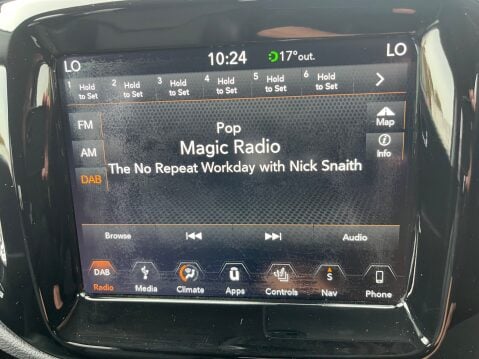 LO 10:24 17° out. LO
1 Hold to Set 2 Hold to Set 3 Hold to Set 4 Hold to Set 5 Hold to Set 6 Hold to Set
FM
AM
DAB
Pop
Magic Radio
The No Repeat Workday with Nick Snaith
Map
i
Info
Browse Audio
DAB S
Radio Media Climate Apps Controls Nav Phone